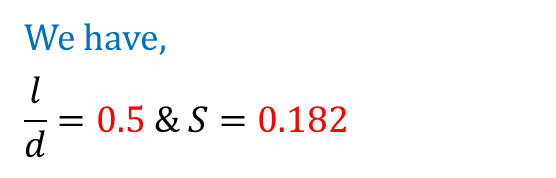 We have,
l/d = 0.5 & S = 0.182